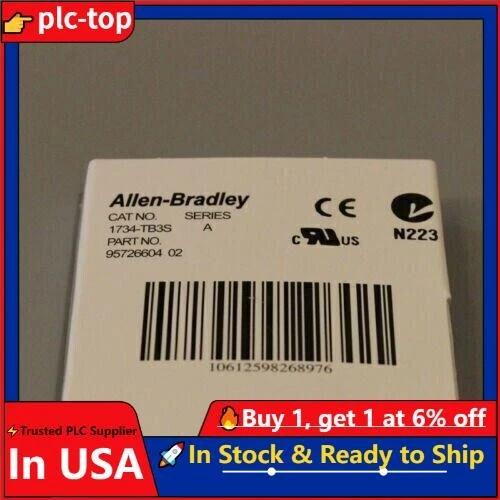 👉 plc-top
Allen-Bradley
CAT NO. SERIES
1734-TB3S A
PART NO.
95726604 02
CE
c UL US
N223
10612598268976
🔥Buy 1, get 1 at 6% off
⚡Trusted PLC Supplier
In USA
🚀In Stock & Ready to Ship